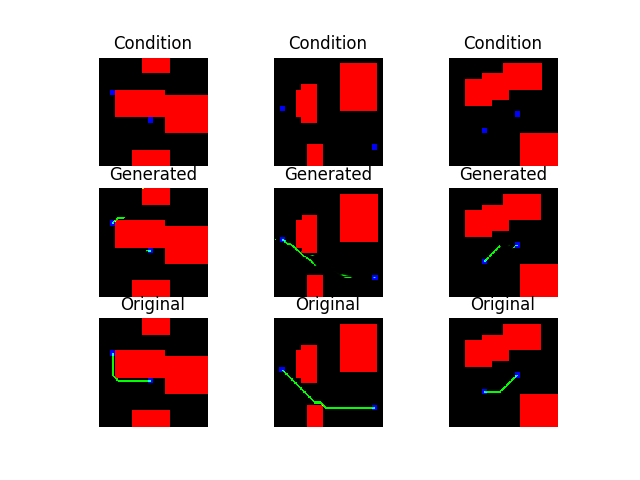 Condition Condition Condition
Generated Generated Generated
Original Original Original